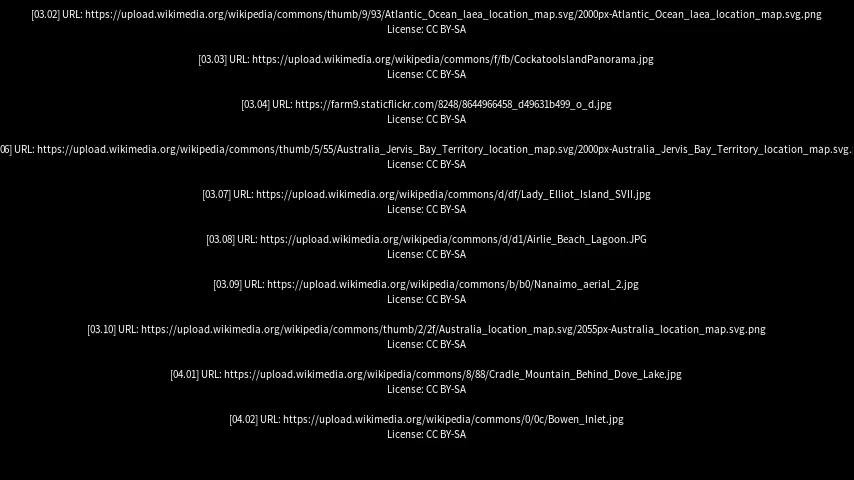 [03.02] URL: https://upload.wikimedia.org/wikipedia/commons/thumb/9/93/Atlantic_Ocean_laea_location_map.svg/2000px-Atlantic_Ocean_laea_location_map.svg.png
License: CC BY-SA
[03.03] URL: https://upload.wikimedia.org/wikipedia/commons/f/fb/CockatooIslandPanorama.jpg
License: CC BY-SA
[03.04] URL: https://farm9.staticflickr.com/8248/8644966458_d49631b499_o_d.jpg
License: CC BY-SA
06] URL: https://upload.wikimedia.org/wikipedia/commons/thumb/5/55/Australia_Jervis_Bay_Territory_location_map.svg/2000px-Australia_Jervis_Bay_Territory_location_map.svg.
License: CC BY-SA
[03.07] URL: https://upload.wikimedia.org/wikipedia/commons/d/df/Lady_Elliot_Island_SVII.jpg
License: CC BY-SA
[03.08] URL: https://upload.wikimedia.org/wikipedia/commons/d/d1/Airlie_Beach_Lagoon.JPG
License: CC BY-SA
[03.09] URL: https://upload.wikimedia.org/wikipedia/commons/b/b0/Nanaimo_aerial_2.jpg
License: CC BY-SA
[03.10] URL: https://upload.wikimedia.org/wikipedia/commons/thumb/2/2f/Australia_location_map.svg/2055px-Australia_location_map.svg.png
License: CC BY-SA
[04.01] URL: https://upload.wikimedia.org/wikipedia/commons/8/88/Cradle_Mountain_Behind_Dove_Lake.jpg
License: CC BY-SA
[04.02] URL: https://upload.wikimedia.org/wikipedia/commons/0/0c/Bowen_Inlet.jpg
License: CC BY-SA